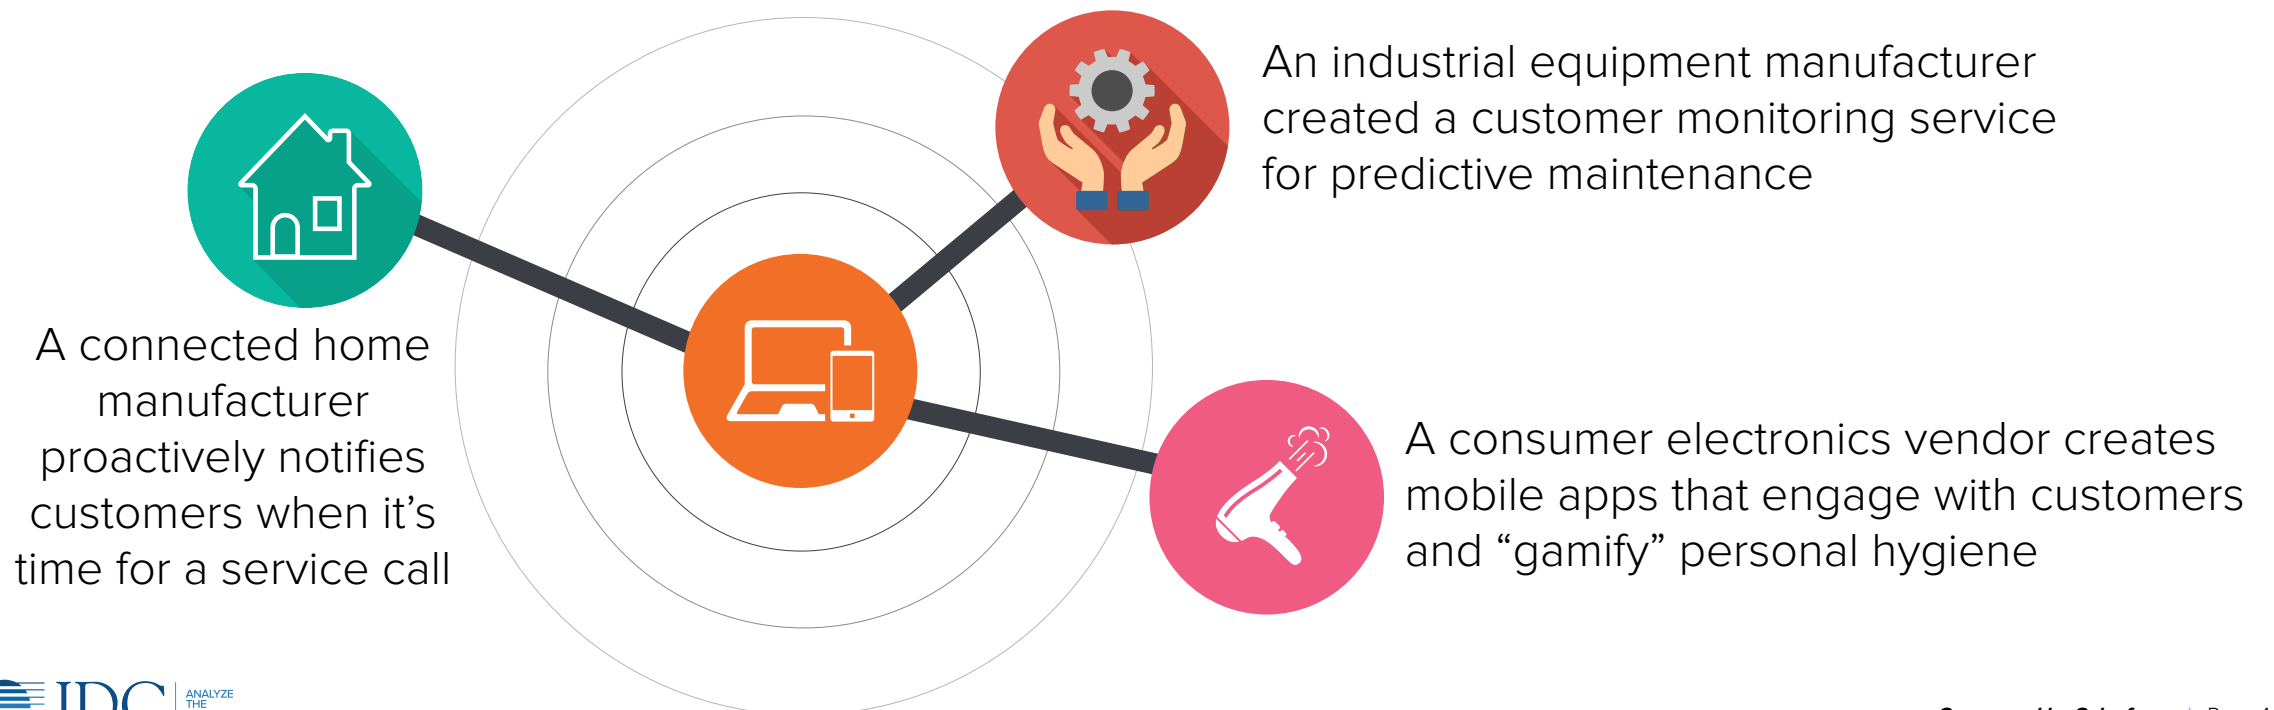 An industrial equipment manufacturer
created a customer monitoring service
for predictive maintenance
A connected home
manufacturer
proactively notifies
customers when it’s
time for a service call
A consumer electronics vendor creates
mobile apps that engage with customers
and “gamify” personal hygiene
IDC
ANALYZE
THE